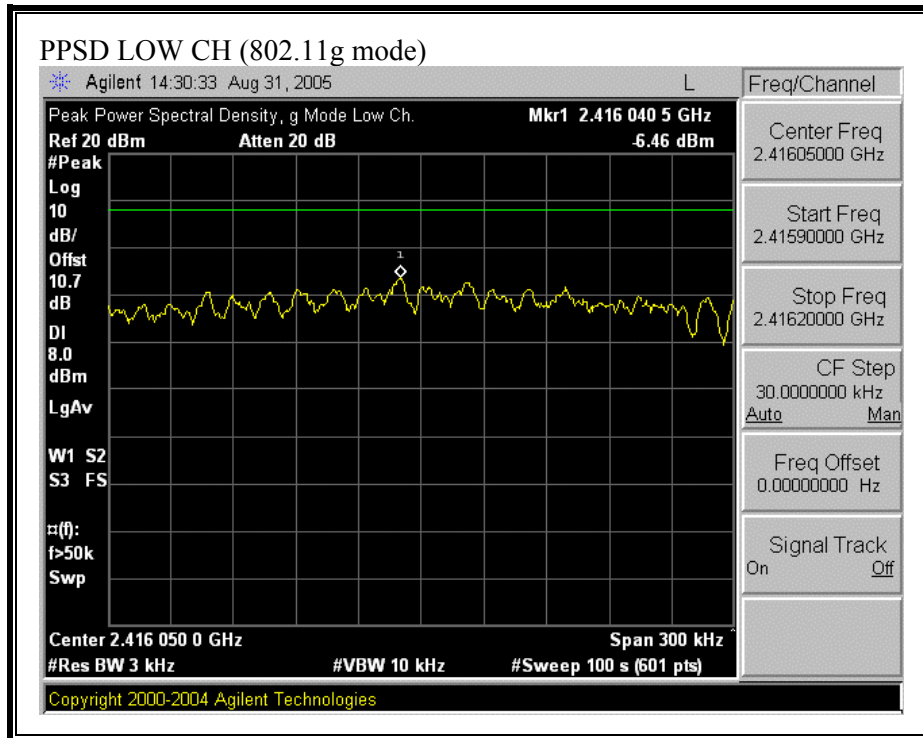 PPSD LOW CH (802.11g mode)
Agilent 14:30:33 Aug 31, 2005 L
Peak Power Spectral Density, g Mode Low Ch. Mkr1 2.416 040 5 GHz
Ref 20 dBm Atten 20 dB -6.46 dBm
#Peak
Log
10
dB/
Offst
10.7
dB
DI
8.0
dBm
LgAv
W1 S2
S3 FS
¤(f):
f>50k
Swp
1
Center 2.416 050 0 GHz Span 300 kHz ^
#Res BW 3 kHz #VBW 10 kHz #Sweep 100 s (601 pts)
Copyright 2000-2004 Agilent Technologies
Freq/Channel
Center Freq
2.41605000 GHz
Start Freq
2.41590000 GHz
Stop Freq
2.41620000 GHz
CF Step
30.0000000 kHz
Auto Man
Freq Offset
0.00000000 Hz
Signal Track
On Off